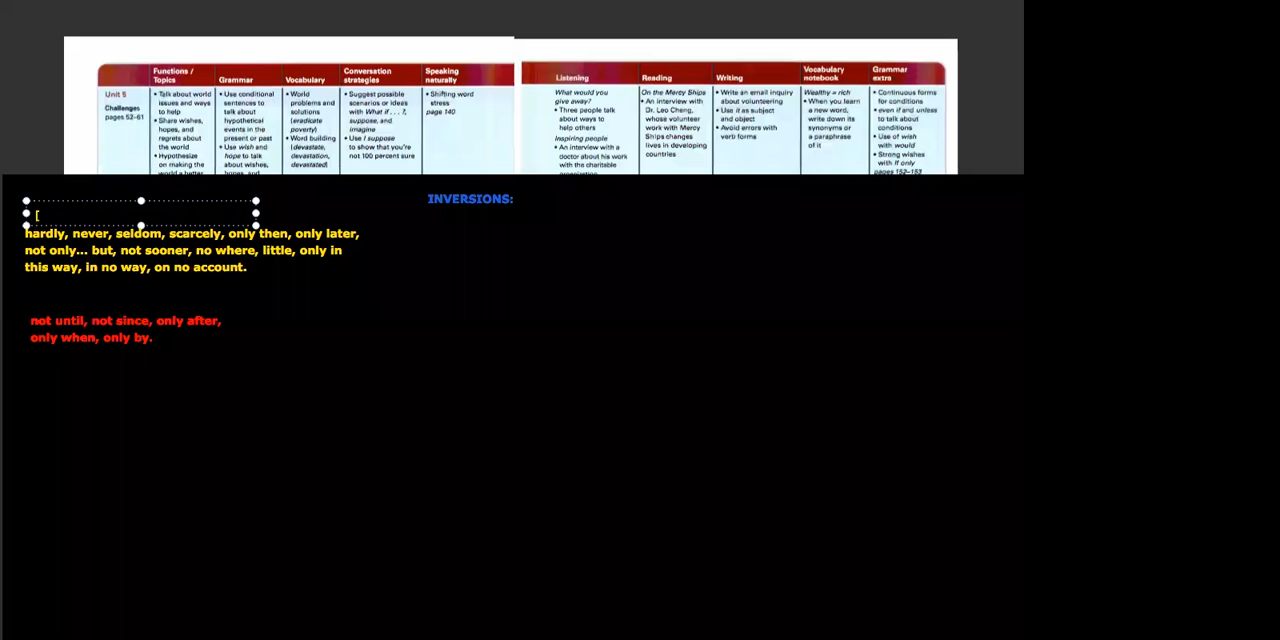 Functions / Topics
Grammar
Vocabulary
Conversation strategies
Speaking naturally
Listening
Reading
Writing
Vocabulary notebook
Grammar extra
Unit 5
Challenges
pages 52–61
• Talk about world
issues and ways
to help
• Share wishes,
hopes, and
regrets about
the world
• Hypothesize
on making the
world a better
• Use conditional
sentences to
talk about
hypothetical
events in the
present or past
• Use wish and
hope to talk
about wishes,
hopes, and
• World
problems and
solutions
(eradicate
poverty)
• Word building
(devastate,
devastation,
devastated)
• Suggest possible
scenarios or ideas
with What if . . . ?,
suppose, and
imagine
• Use I suppose
to show that you're
not 100 percent sure
• Shifting word
stress
page 140
What would you
give away?
• Three people talk
about ways to
help others
Inspiring people
• An interview with a
doctor about his work
with the charitable
organization
On the Mercy Ships
• An interview with
Dr. Leo Cheng,
whose volunteer
work with Mercy
Ships changes
lives in developing
countries
• Write an email inquiry
about volunteering
• Use it as subject
and object
• Avoid errors with
verb forms
Wealthy = rich
• When you learn
a new word,
write down its
synonyms or
a paraphrase
of it
• Continuous forms
for conditions
• even if and unless
to talk about
conditions
• Use of wish
with would
• Strong wishes
with If only
pages 152–153
INVERSIONS:
[
hardly, never, seldom, scarcely, only then, only later,
not only... but, not sooner, no where, little, only in
this way, in no way, on no account.
not until, not since, only after,
only when, only by.